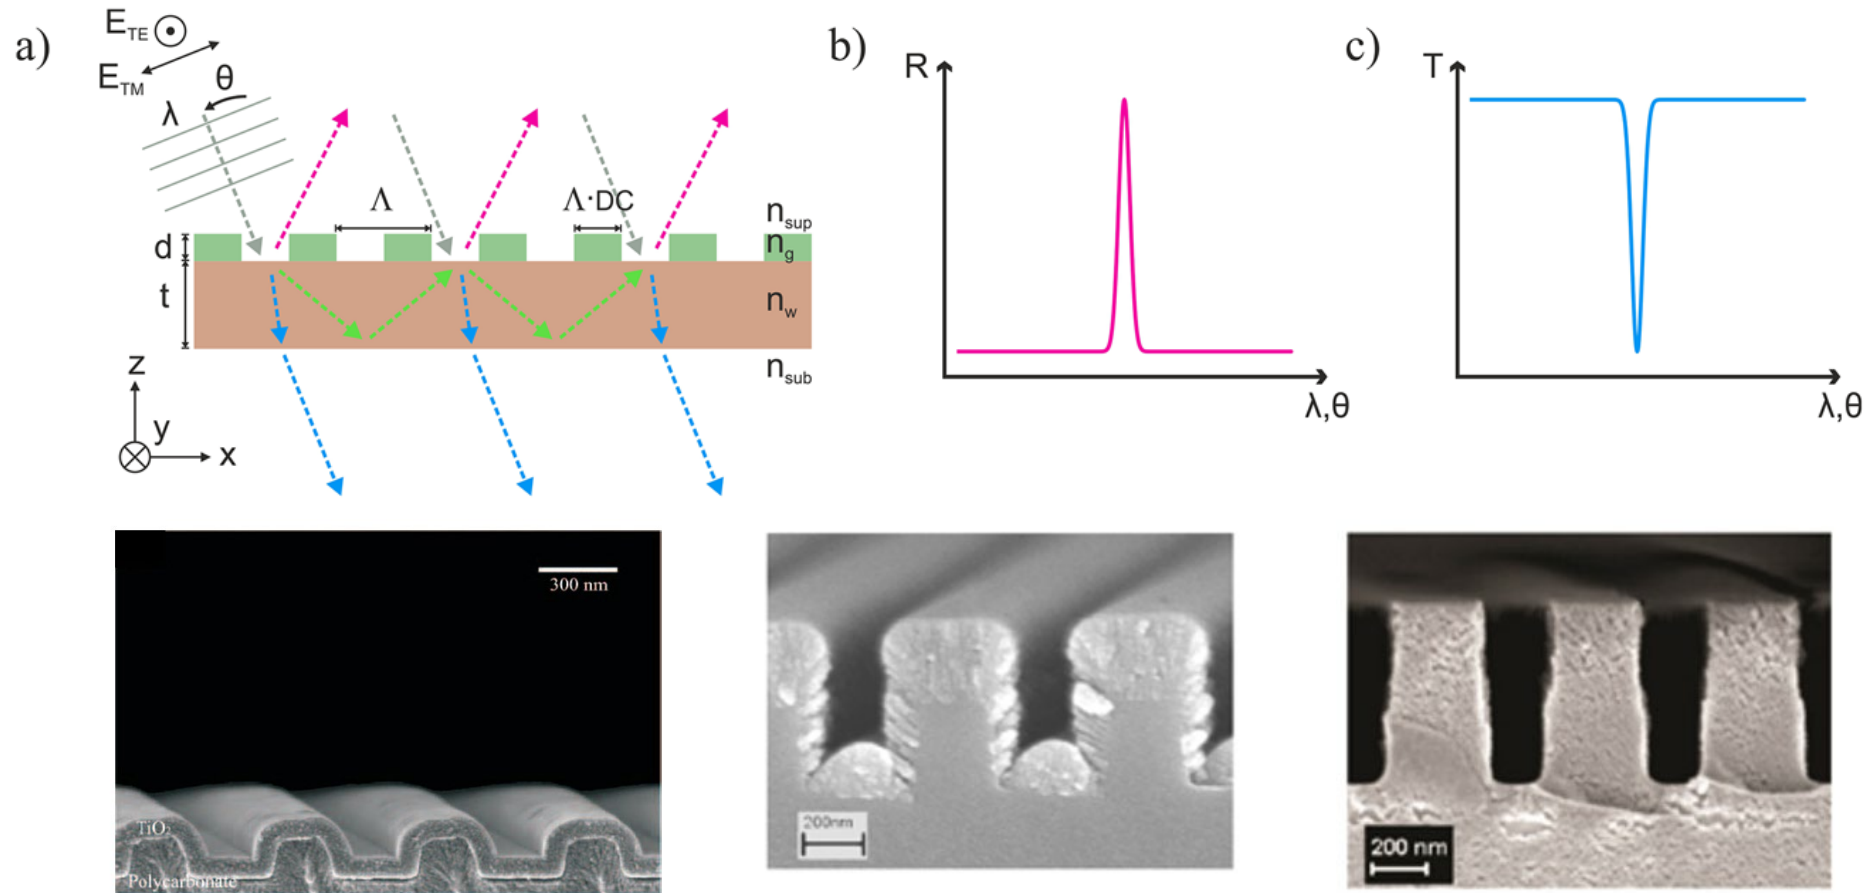 a)
E_TE
E_TM
θ
λ
Λ
Λ·DC
n_sup
d
n_g
t
n_w
n_sub
z
y
x
b)
R
λ,θ
c)
T
λ,θ
300 nm
TiO₂
Polycarbonate
200nm
200 nm